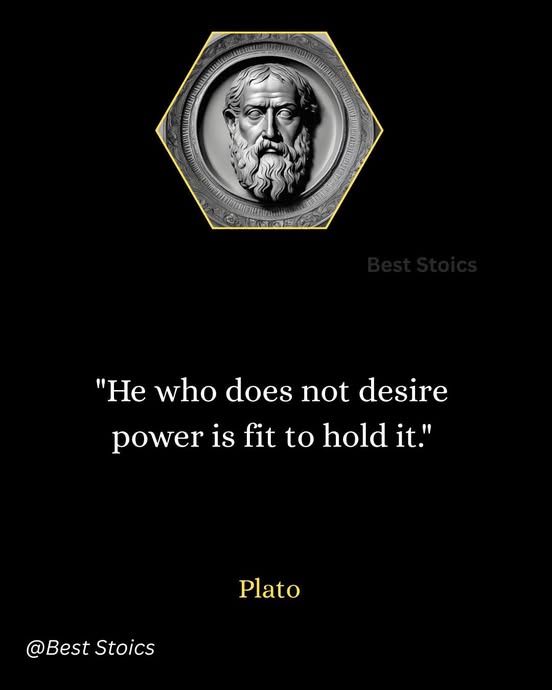 Best Stoics
"He who does not desire
power is fit to hold it."
Plato
@Best Stoics